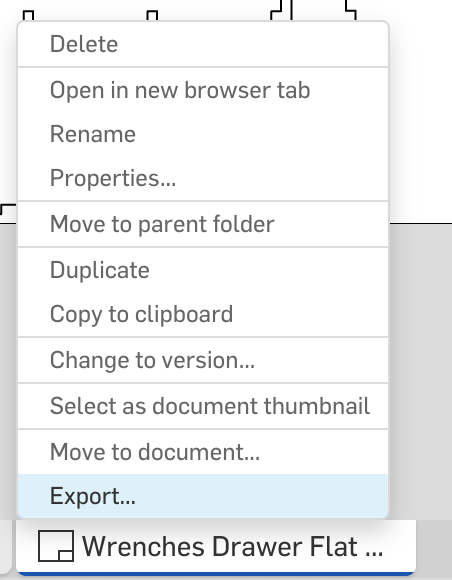 Delete
Open in new browser tab
Rename
Properties...
Move to parent folder
Duplicate
Copy to clipboard
Change to version...
Select as document thumbnail
Move to document...
Export...
Wrenches Drawer Flat ...